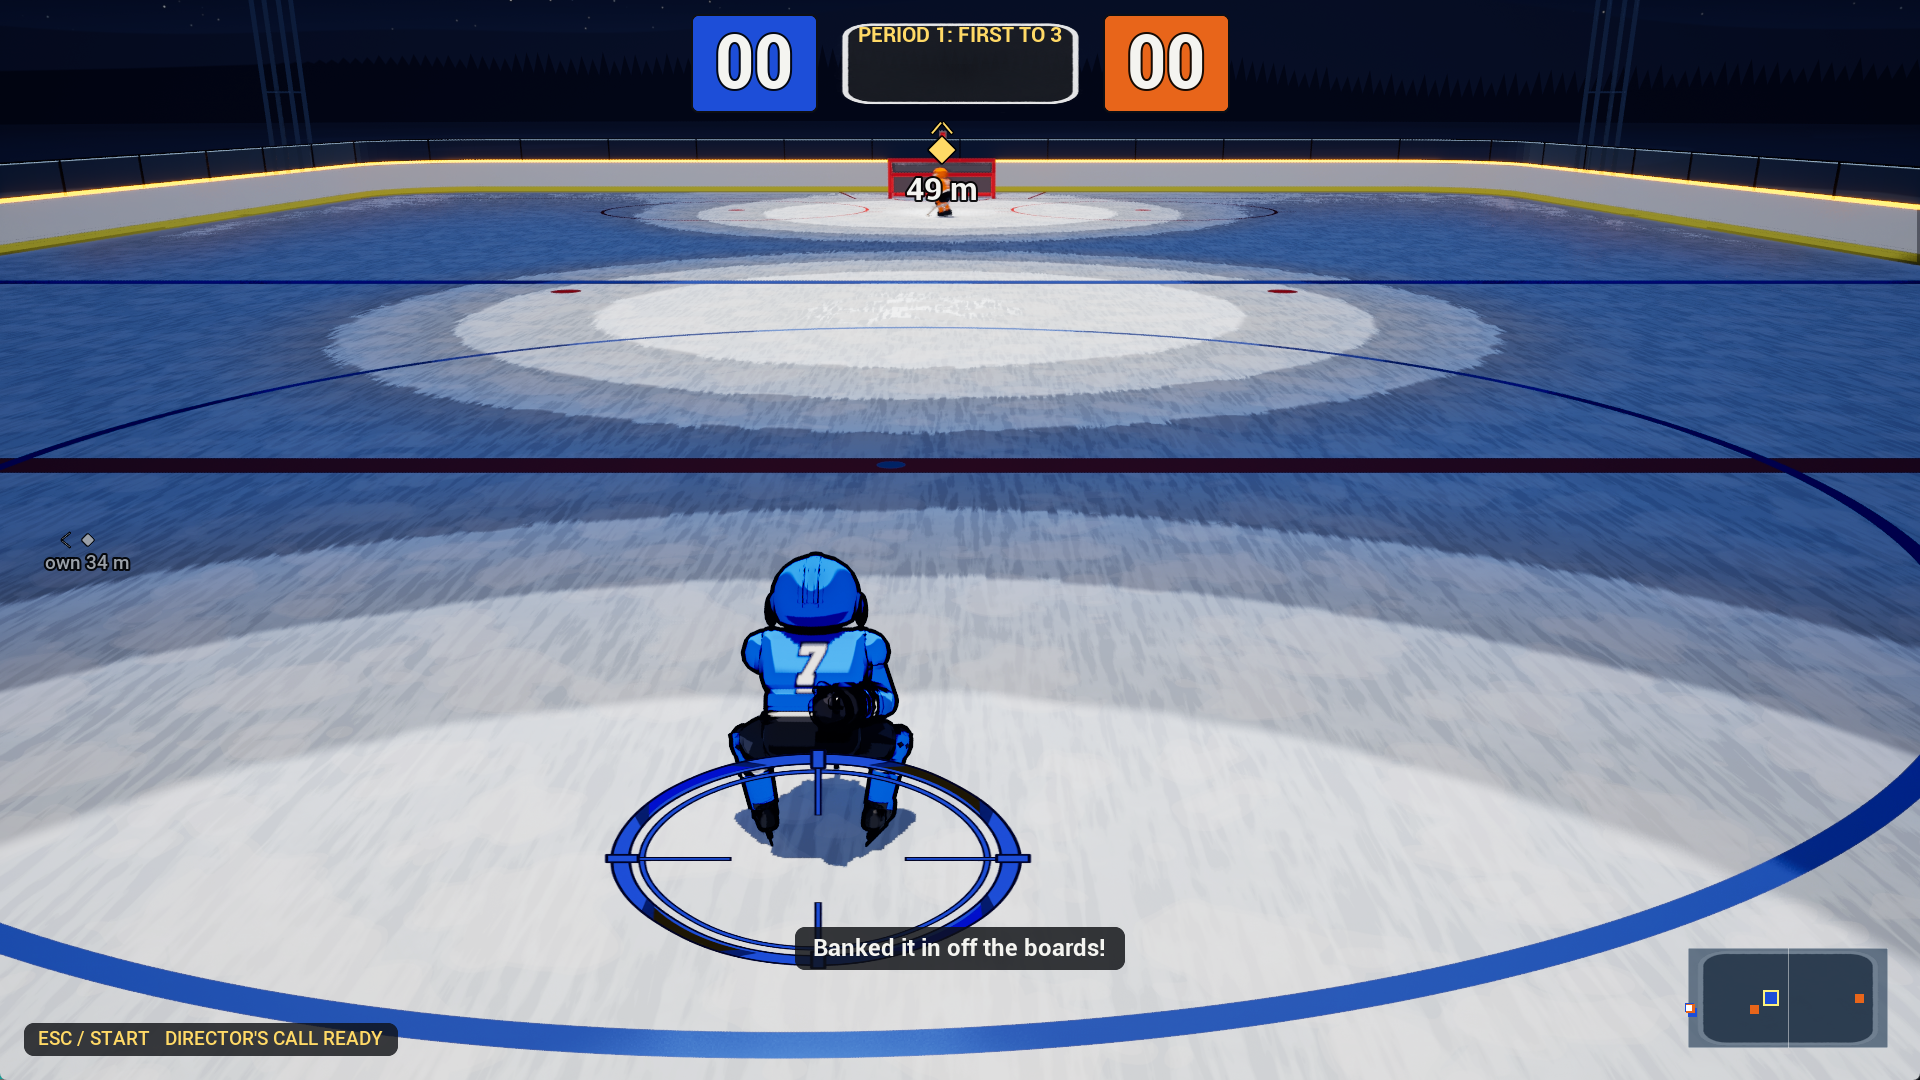 00
PERIOD 1: FIRST TO 3
00
49 m
own 34 m
7
Banked it in off the boards!
ESC / START DIRECTOR'S CALL READY